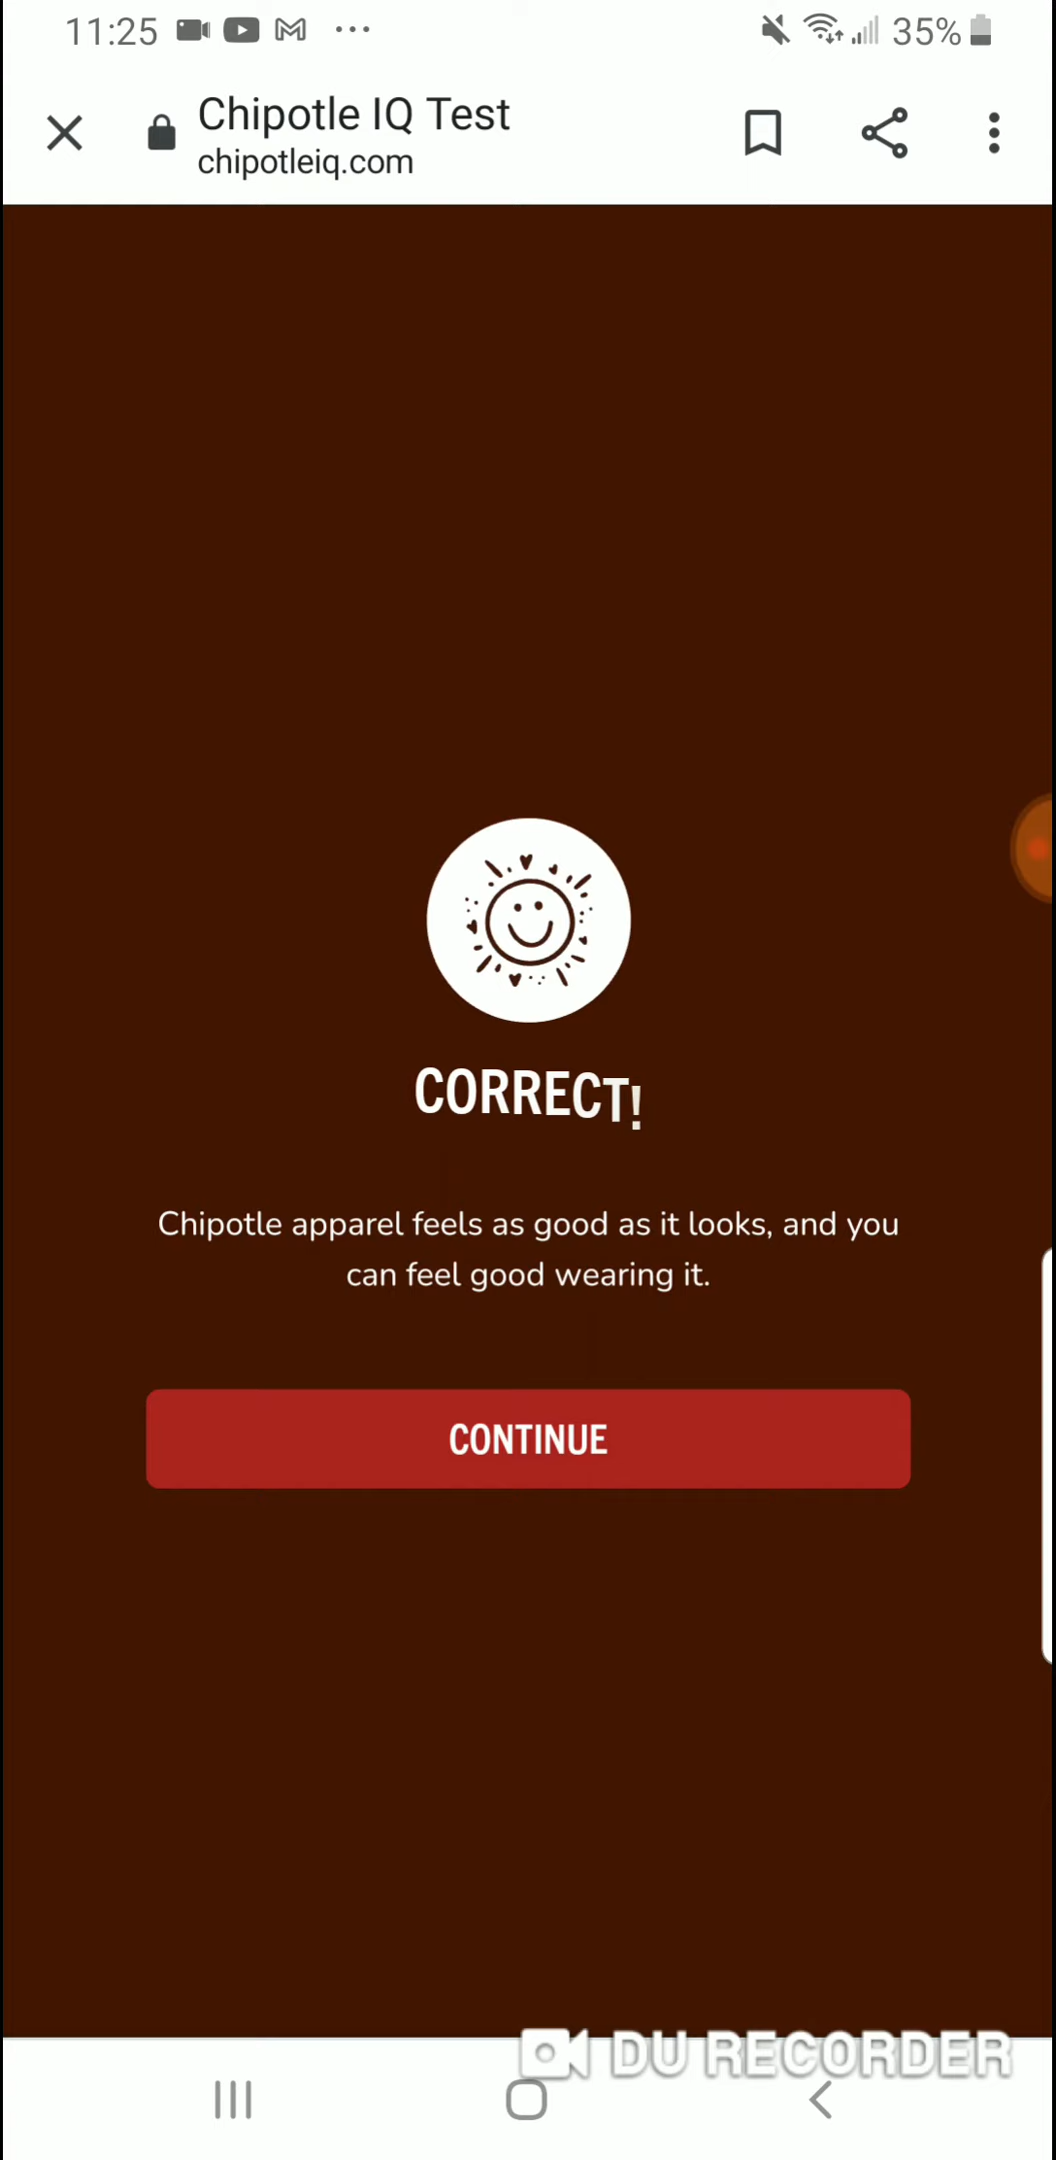 11:25
35%
Chipotle IQ Test
chipotleiq.com
CORRECT!
Chipotle apparel feels as good as it looks, and you
can feel good wearing it.
CONTINUE
DU RECORDER